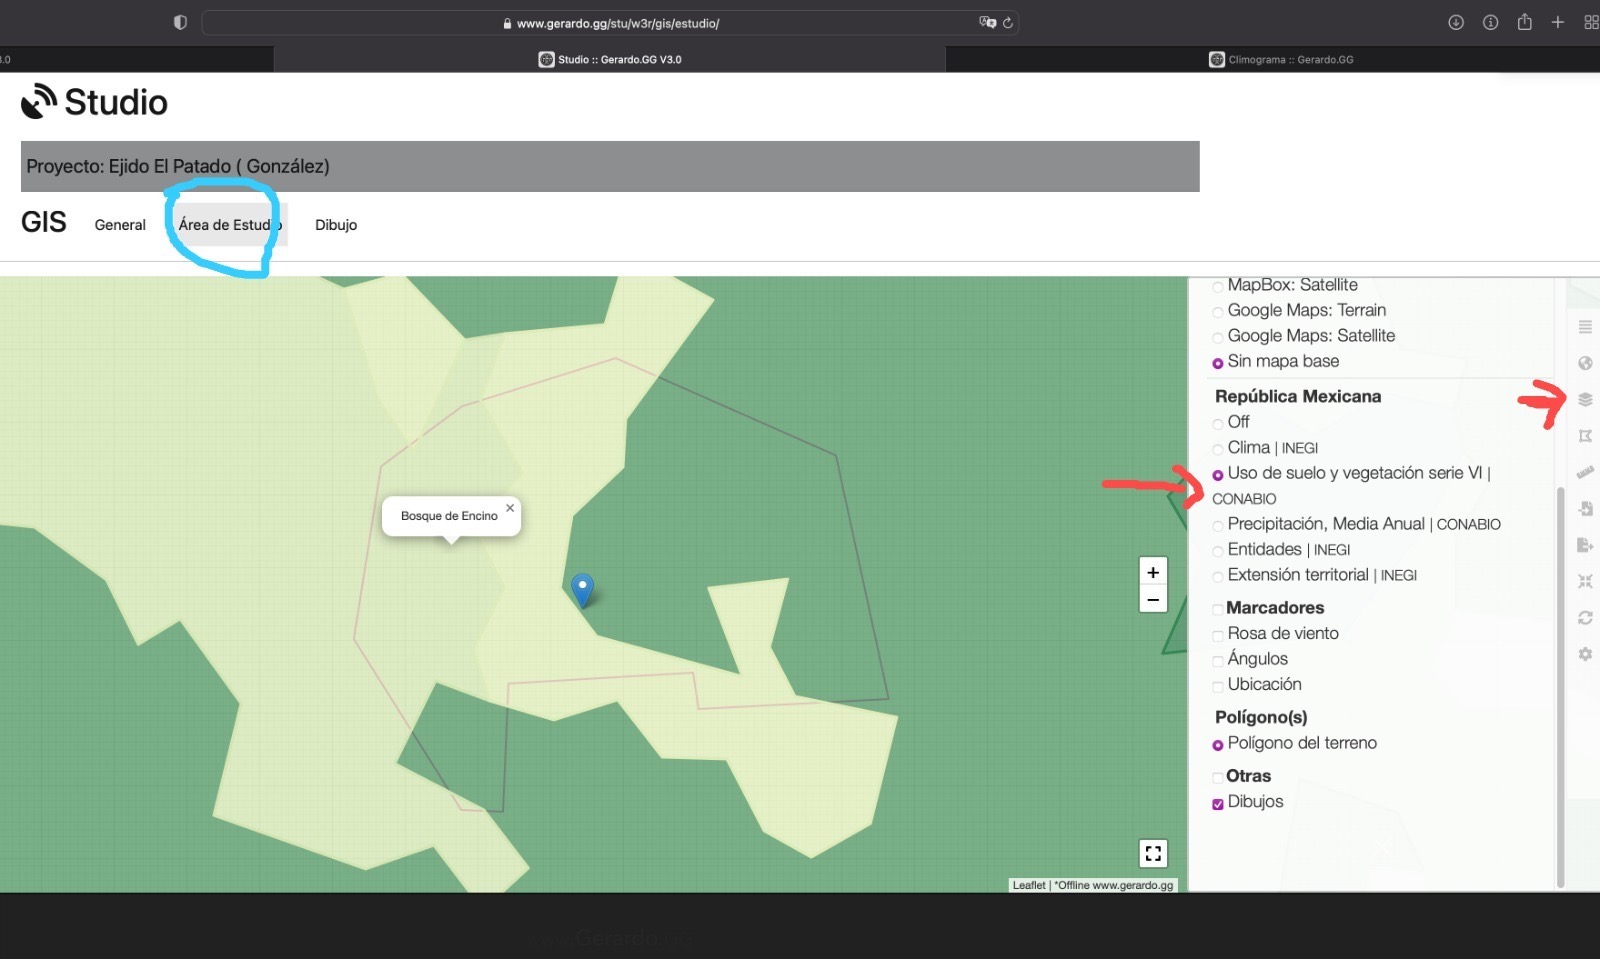 www.gerardo.gg/stu/w3r/gis/estudio/
3.0
Studio :: Gerardo.GG V3.0
Climograma :: Gerardo.GG
Studio
Proyecto: Ejido El Patado ( González)
GIS
General
Área de Estudio
Dibujo
MapBox: Satellite
Google Maps: Terrain
Google Maps: Satellite
Sin mapa base
República Mexicana
Off
Clima | INEGI
Uso de suelo y vegetación serie VI |
CONABIO
Precipitación, Media Anual | CONABIO
Entidades | INEGI
Extensión territorial | INEGI
Marcadores
Rosa de viento
Ángulos
Ubicación
Polígono(s)
Polígono del terreno
Otras
Dibujos
Bosque de Encino ×
+
−
Leaflet | *Offline www.gerardo.gg